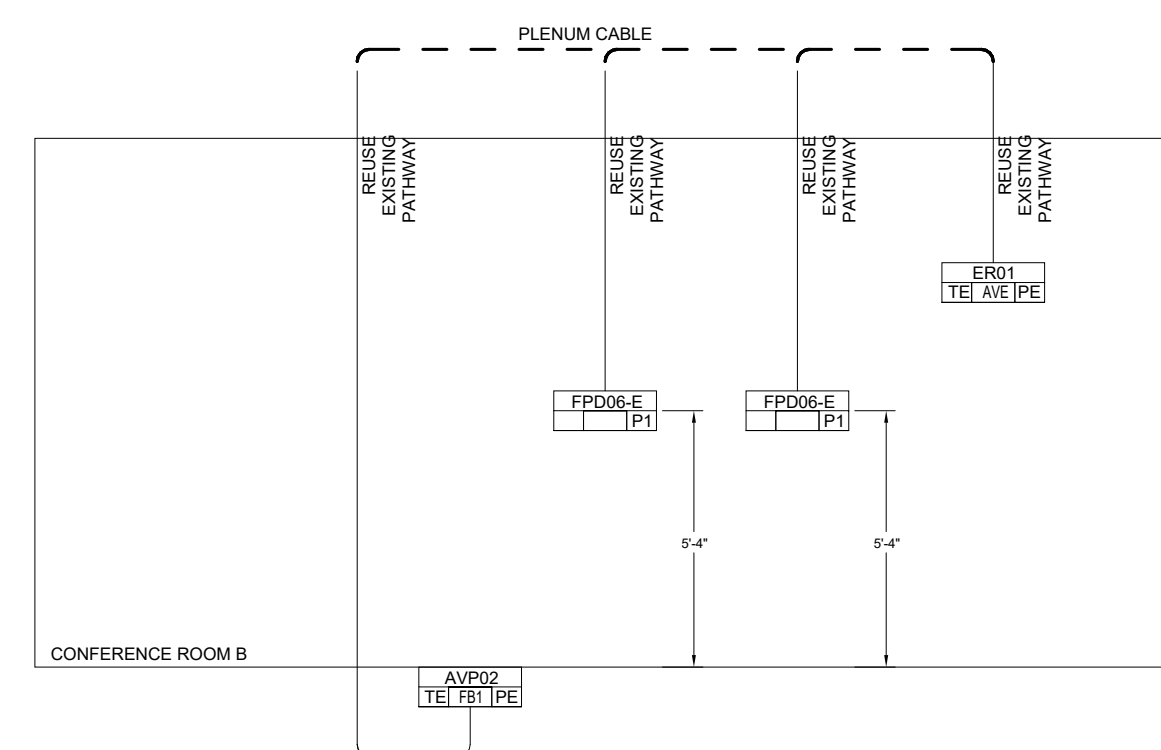 PLENUM CABLE
REUSE
EXISTING
PATHWAY
REUSE
EXISTING
PATHWAY
REUSE
EXISTING
PATHWAY
REUSE
EXISTING
PATHWAY
ER01
TE AVE PE
FPD06-E
P1
FPD06-E
P1
5'-4"
5'-4"
CONFERENCE ROOM B
AVP02
TE FB1 PE